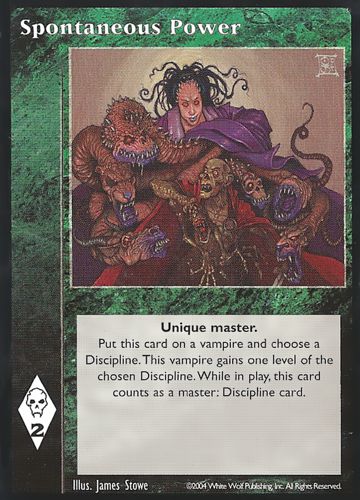 Spontaneous Power
Unique master.
Put this card on a vampire and choose a
Discipline. This vampire gains one level of the
chosen Discipline. While in play, this card
counts as a master: Discipline card.
2
Illus. James Stowe
©2004 White Wolf Publishing, Inc. All Rights Reserved.